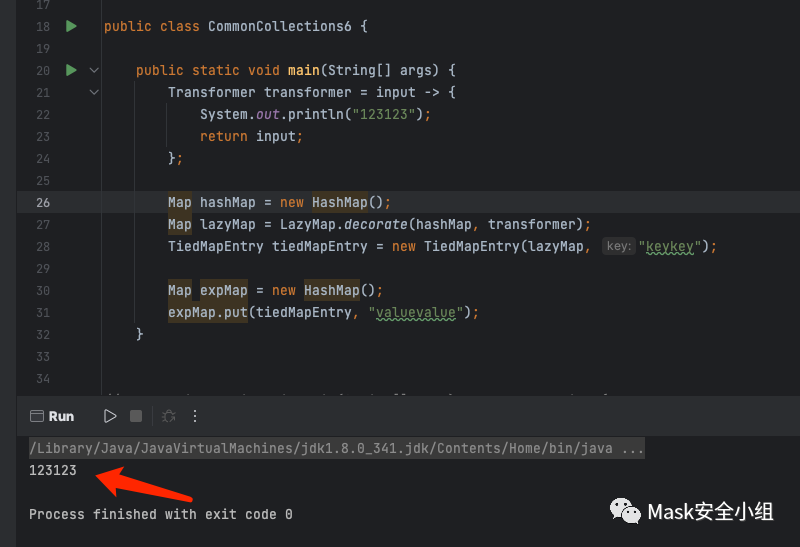 17
18 public class CommonCollections6 {
19
20 public static void main(String[] args) {
21 Transformer transformer = input -> {
22 System.out.println("123123");
23 return input;
24 };
25
26 Map hashMap = new HashMap();
27 Map lazyMap = LazyMap.decorate(hashMap, transformer);
28 TiedMapEntry tiedMapEntry = new TiedMapEntry(lazyMap, key: "keykey");
29
30 Map expMap = new HashMap();
31 expMap.put(tiedMapEntry, "valuevalue");
32 }
33
34
Run
/Library/Java/JavaVirtualMachines/jdk1.8.0_341.jdk/Contents/Home/bin/java ...
123123
Process finished with exit code 0
Mask安全小组